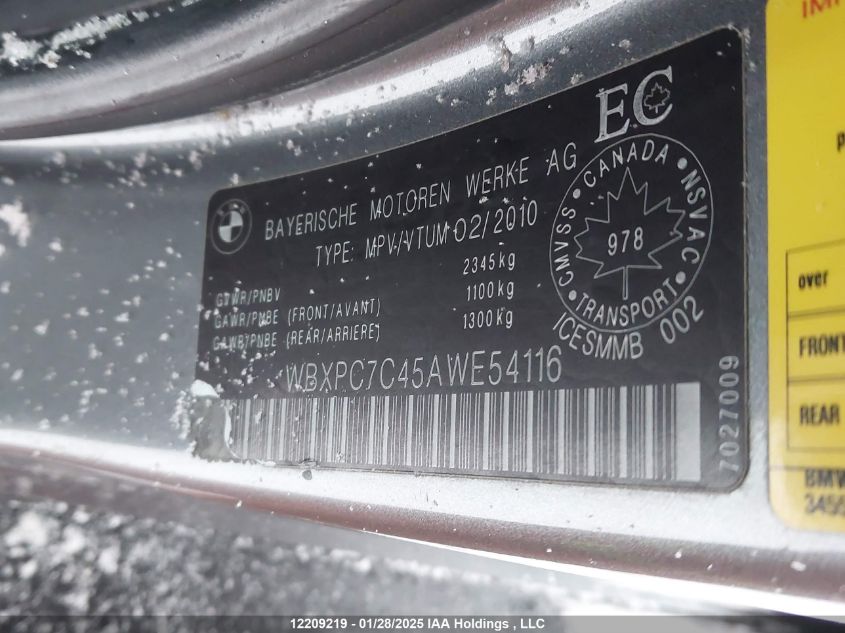 EC
BMW
BAYERISCHE MOTOREN WERKE AG
TYPE: MPV/VTUM 02/2010
GVWR/PNBV 2345kg
GAWR/PNBE (FRONT/AVANT) 1100kg
GAWR/PNBE (REAR/ARRIERE) 1300kg
WBXPC7C45AWE54116
CMVSS • CANADA • NSVAC • TRANSPORT •
978
ICESMMB 002
7027009
over
FRONT
REAR
BMW
12209219 - 01/28/2025 IAA Holdings , LLC